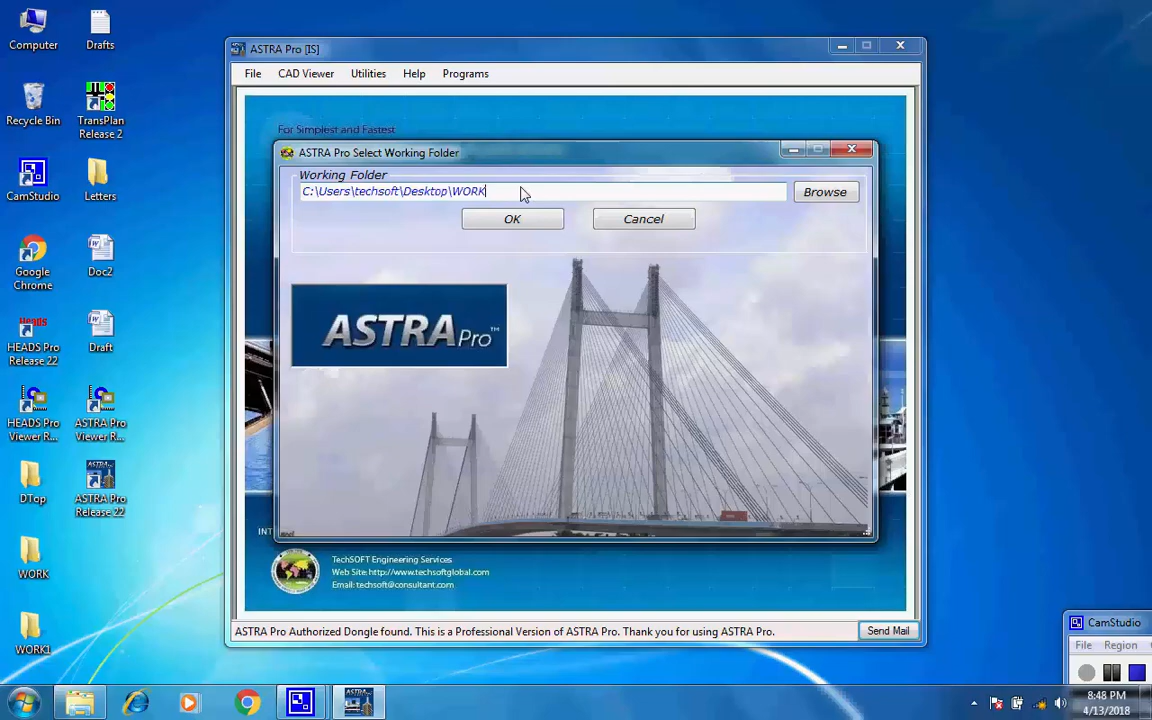 Computer
Drafts
Recycle Bin
TransPlan
Release 2
CamStudio
Letters
Google
Chrome
Doc2
HEADS
HEADS Pro
Release 22
Draft
HEADS Pro
Viewer R...
ASTRA Pro
Viewer R...
DTop
ASTRA Pro
Release 22
WORK
WORK1
ASTRA Pro [IS]
File CAD Viewer Utilities Help Programs
For Simplest and Fastest
ASTRA Pro Select Working Folder
Working Folder
C:\Users\techsoft\Desktop\WORK
Browse
OK Cancel
ASTRA Pro™
INT
TechSOFT Engineering Services
Web Site: http://www.techsoftglobal.com
Email: techsoft@consultant.com
ASTRA Pro Authorized Dongle found. This is a Professional Version of ASTRA Pro. Thank you for using ASTRA Pro.
Send Mail
CamStudio
File Region
8:48 PM
4/13/2018